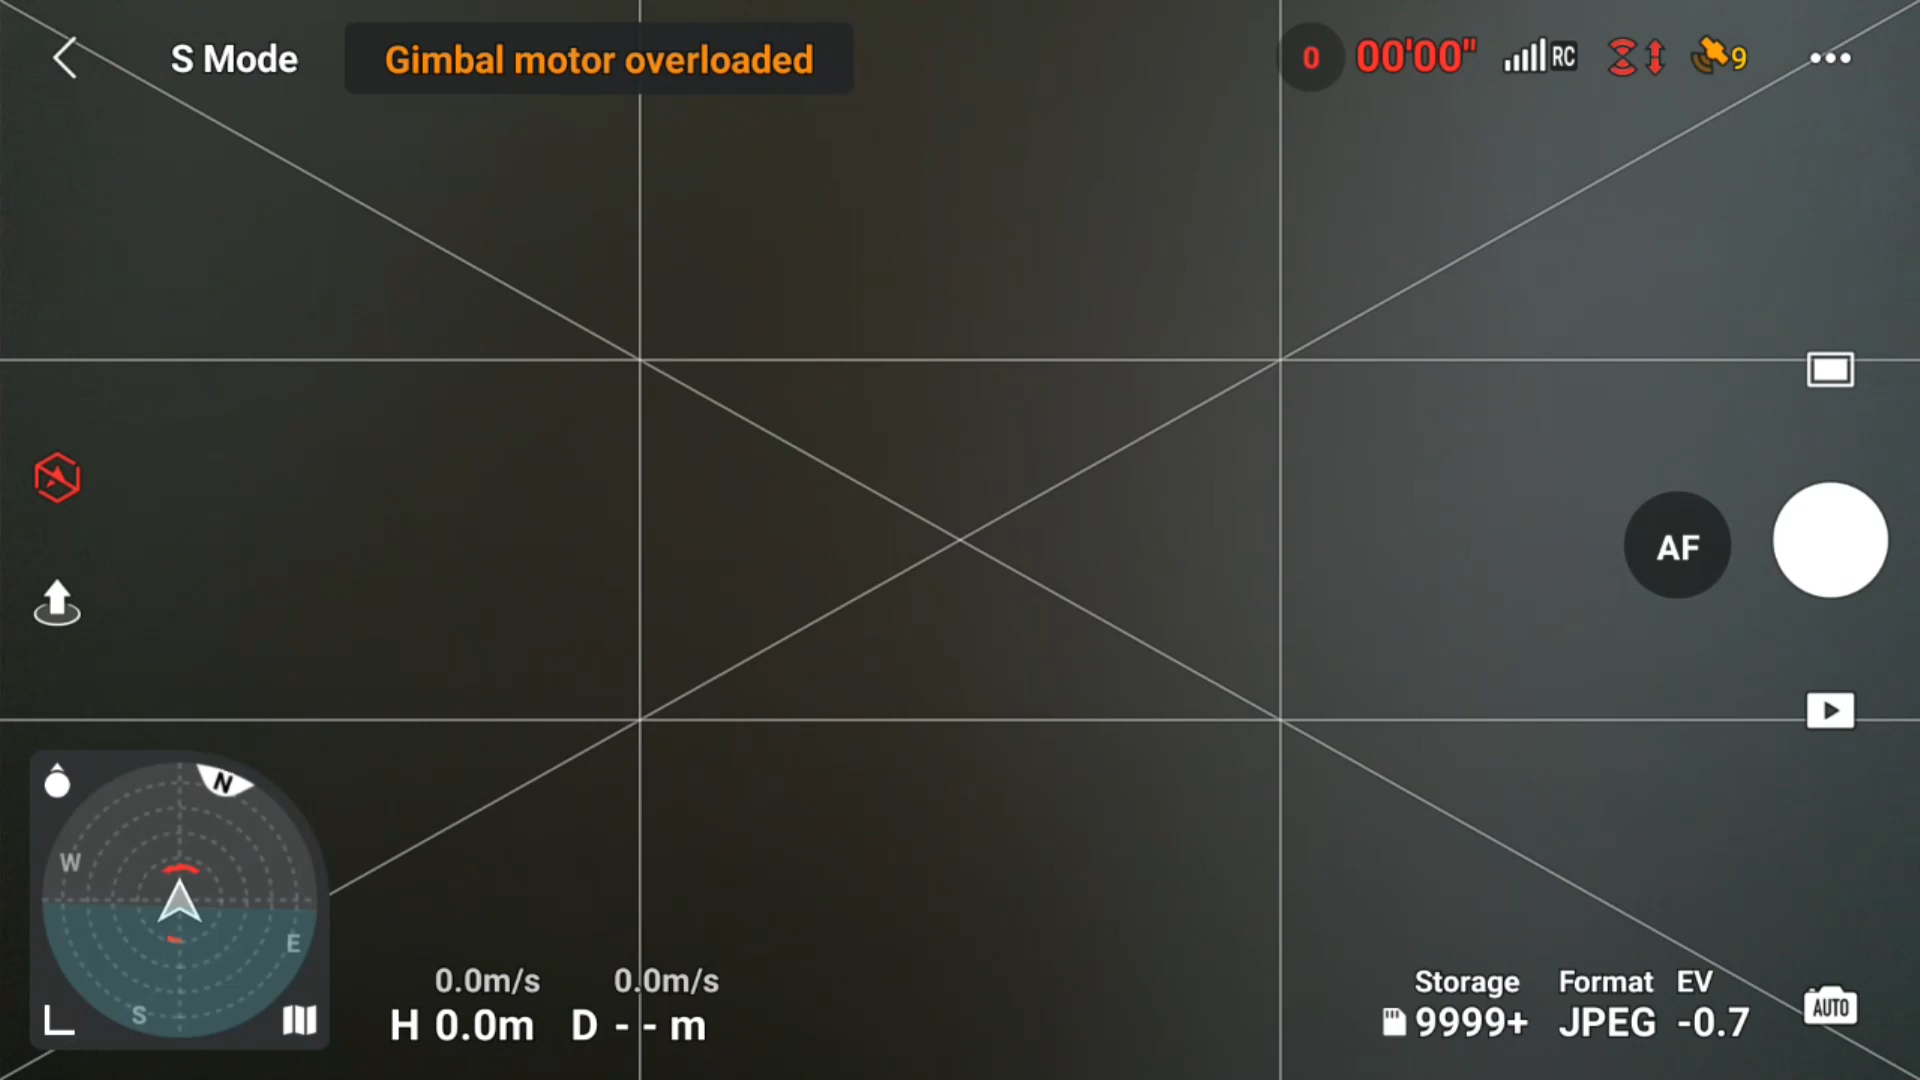 S Mode
Gimbal motor overloaded
0
00'00"
RC
9
AF
N
W
E
S
0.0m/s
0.0m/s
H 0.0m
D - - m
Storage
Format
EV
9999+
JPEG
-0.7
AUTO